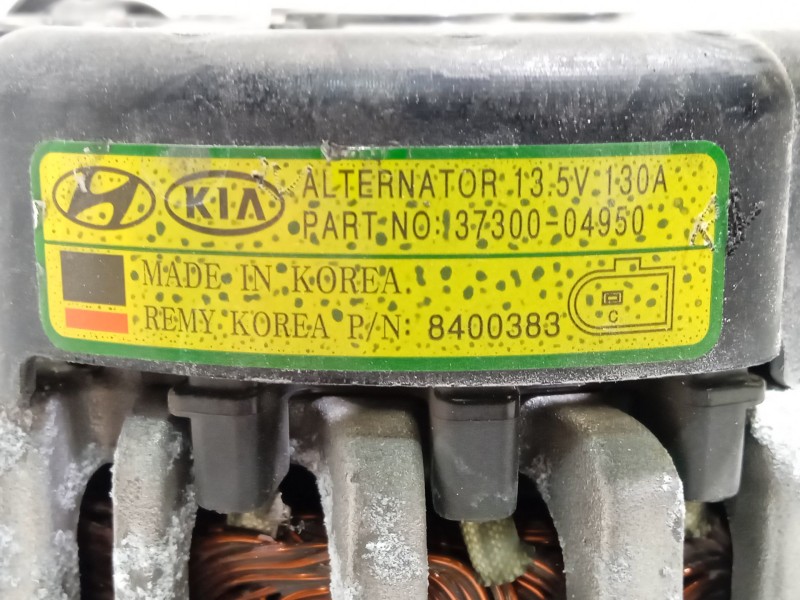 KIA ALTERNATOR 13.5V 130A
PART NO: 37300-04950
MADE IN KOREA
REMY KOREA P/N: 8400383
C